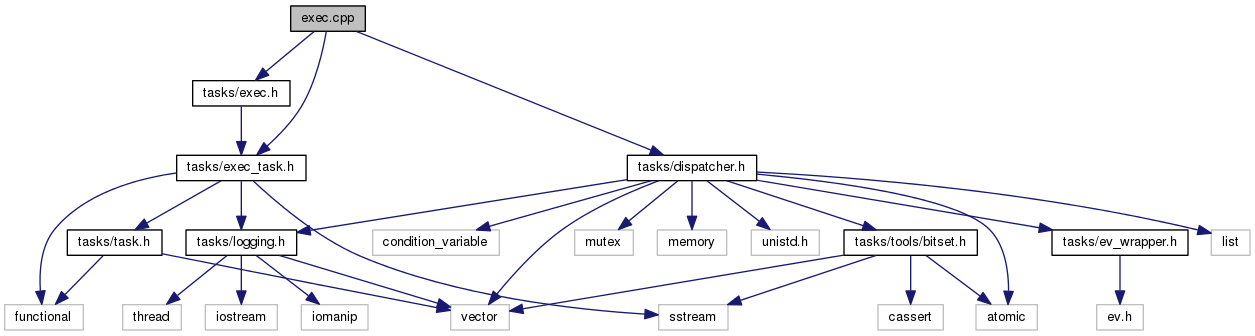 exec.cpp
tasks/exec.h
tasks/exec_task.h
tasks/dispatcher.h
tasks/task.h
tasks/logging.h
condition_variable
mutex
memory
unistd.h
tasks/tools/bitset.h
tasks/ev_wrapper.h
list
functional
thread
iostream
iomanip
vector
sstream
cassert
atomic
ev.h